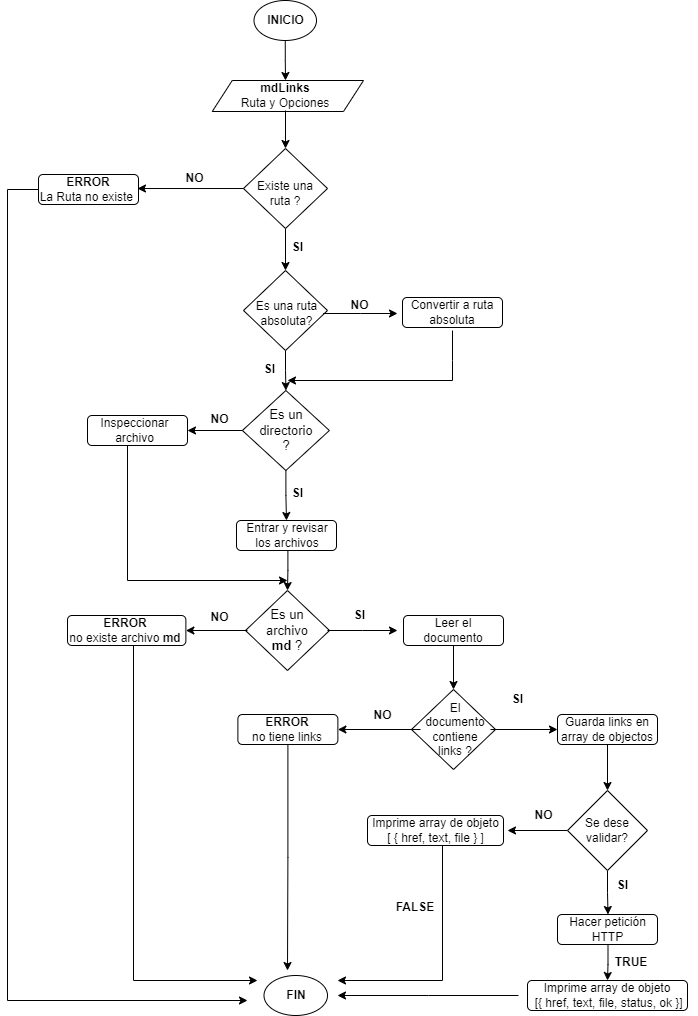 INICIO
mdLinks
Ruta y Opciones
Existe una
ruta ?
NO
ERROR
La Ruta no existe
SI
Es una ruta
absoluta?
NO
Convertir a ruta
absoluta
SI
Es un
directorio
?
NO
Inspeccionar
archivo
SI
Entrar y revisar
los archivos
Es un
archivo
md ?
NO
ERROR
no existe archivo md
SI
Leer el
documento
El
documento
contiene
links ?
NO
ERROR
no tiene links
SI
Guarda links en
array de objectos
Se dese
validar?
NO
Imprime array de objeto
[ { href, text, file } ]
FALSE
SI
Hacer petición
HTTP
TRUE
Imprime array de objeto
[{ href, text, file, status, ok }]
FIN